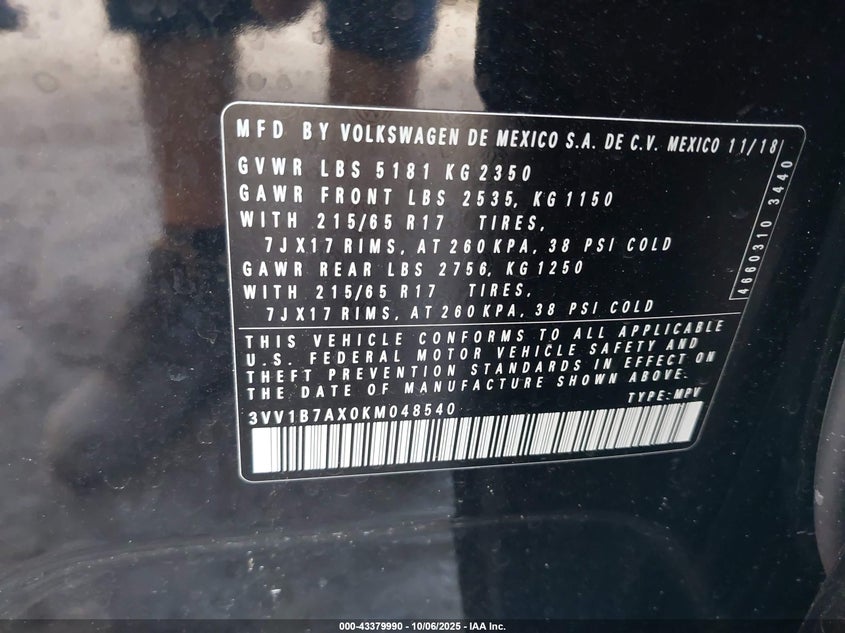 MFD BY VOLKSWAGEN DE MEXICO S.A. DE C.V. MEXICO 11/18
GVWR LBS 5181 KG 2350
GAWR FRONT LBS 2535, KG 1150
WITH 215/65 R17 TIRES,
7JX17 RIMS, AT 260 KPA, 38 PSI COLD
GAWR REAR LBS 2756, KG 1250
WITH 215/65 R17 TIRES,
7JX17 RIMS, AT 260 KPA, 38 PSI COLD
4660310 3440
THIS VEHICLE CONFORMS TO ALL APPLICABLE
U.S. FEDERAL MOTOR VEHICLE SAFETY AND
THEFT PREVENTION STANDARDS IN EFFECT ON
THE DATE OF MANUFACTURE SHOWN ABOVE.
3VV1B7AX0KM048540
TYPE: MPV
000-43379990 - 10/06/2025 - IAA Inc.